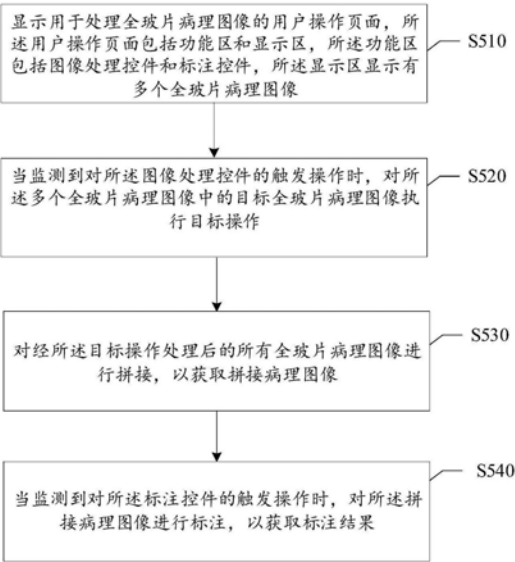 显示用于处理全玻片病理图像的用户操作页面，所
述用户操作页面包括功能区和显示区，所述功能区
包括图像处理控件和标注控件，所述显示区显示有
多个全玻片病理图像
S510
当监测到对所述图像处理控件的触发操作时，对所
述多个全玻片病理图像中的目标全玻片病理图像执
行目标操作
S520
对经所述目标操作处理后的所有全玻片病理图像进
行拼接，以获取拼接病理图像
S530
当监测到对所述标注控件的触发操作时，对所述拼
接病理图像进行标注，以获取标注结果
S540